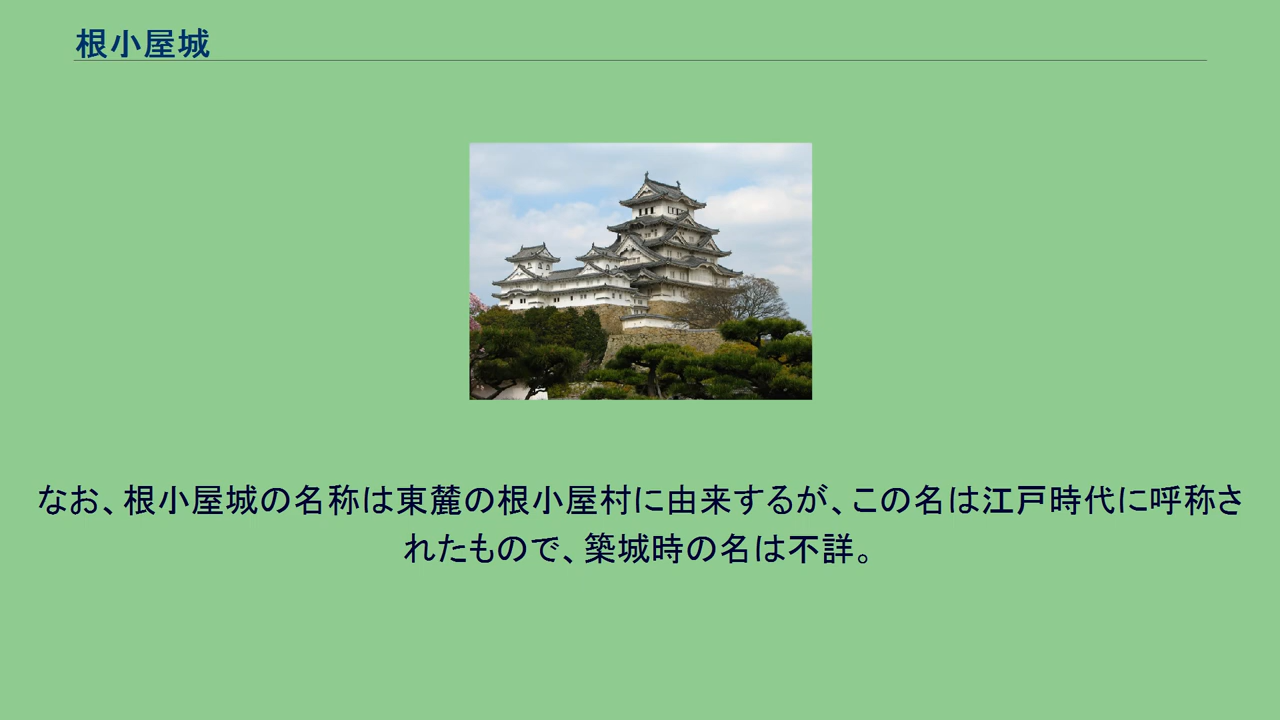 根小屋城
なお、根小屋城の名称は東麓の根小屋村に由来するが、この名は江戸時代に呼称さ
れたもので、築城時の名は不詳。